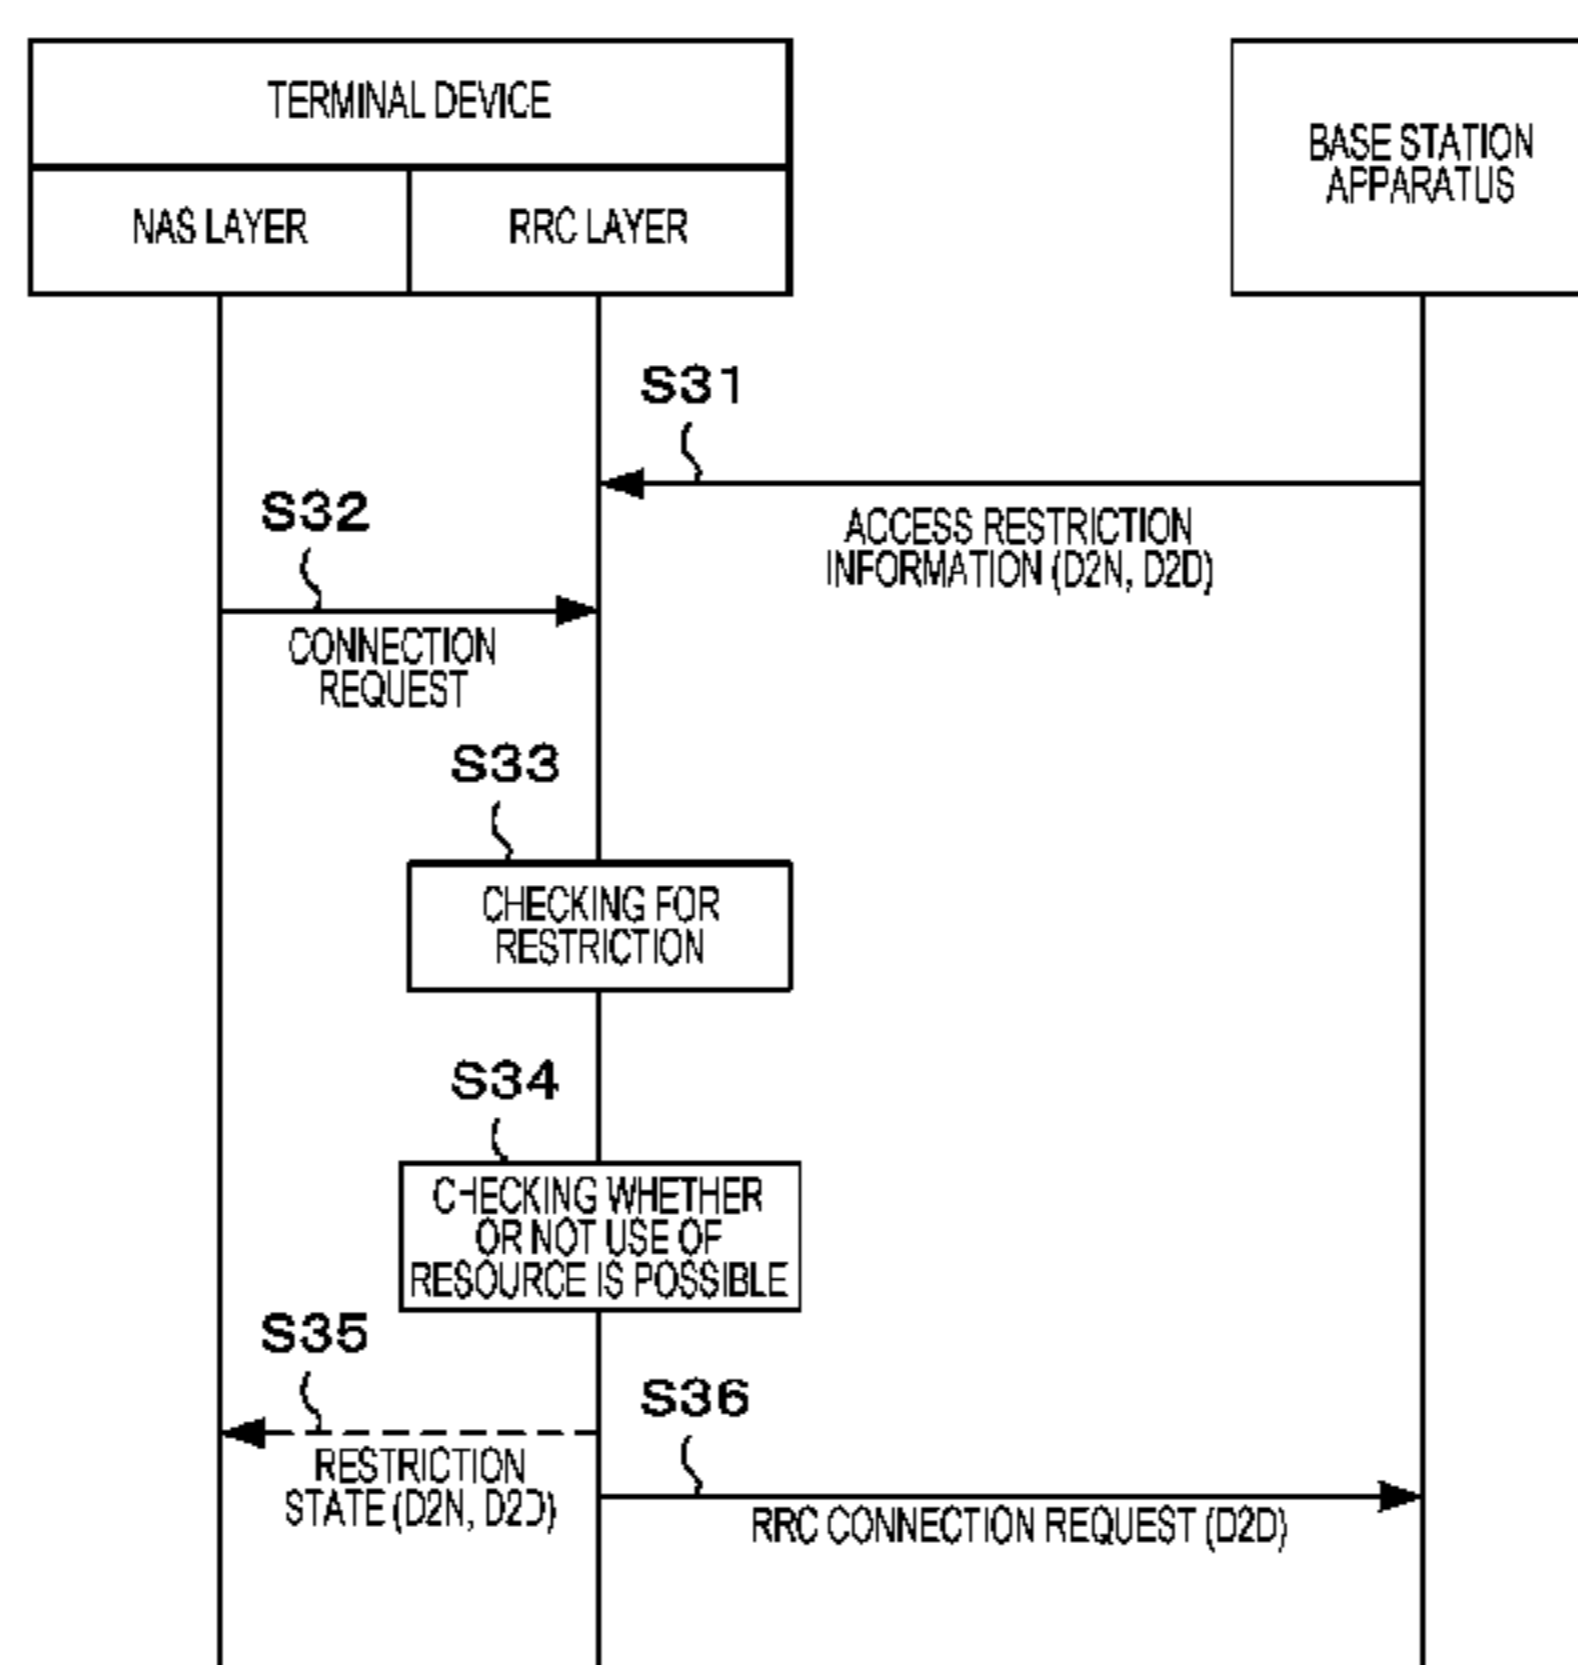 TERMINAL DEVICE
BASE STATION
APPARATUS
NAS LAYER
RRC LAYER
S31
ACCESS RESTRICTION
INFORMATION (D2N, D2D)
S32
CONNECTION
REQUEST
S33
CHECKING FOR
RESTRICTION
S34
CHECKING WHETHER
OR NOT USE OF
RESOURCE IS POSSIBLE
S35
RESTRICTION
STATE (D2N, D2D)
S36
RRC CONNECTION REQUEST (D2D)